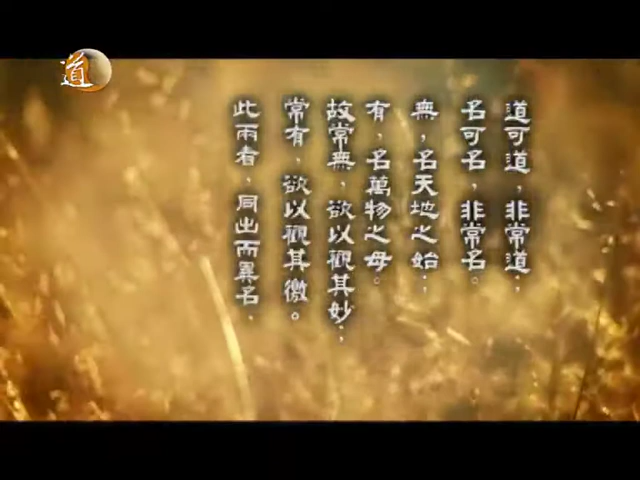 道
道可道，非常道；
名可名，非常名。
無，名天地之始；
有，名萬物之母。
故常無，欲以觀其妙；
常有，欲以觀其徼。
此兩者，同出而異名，